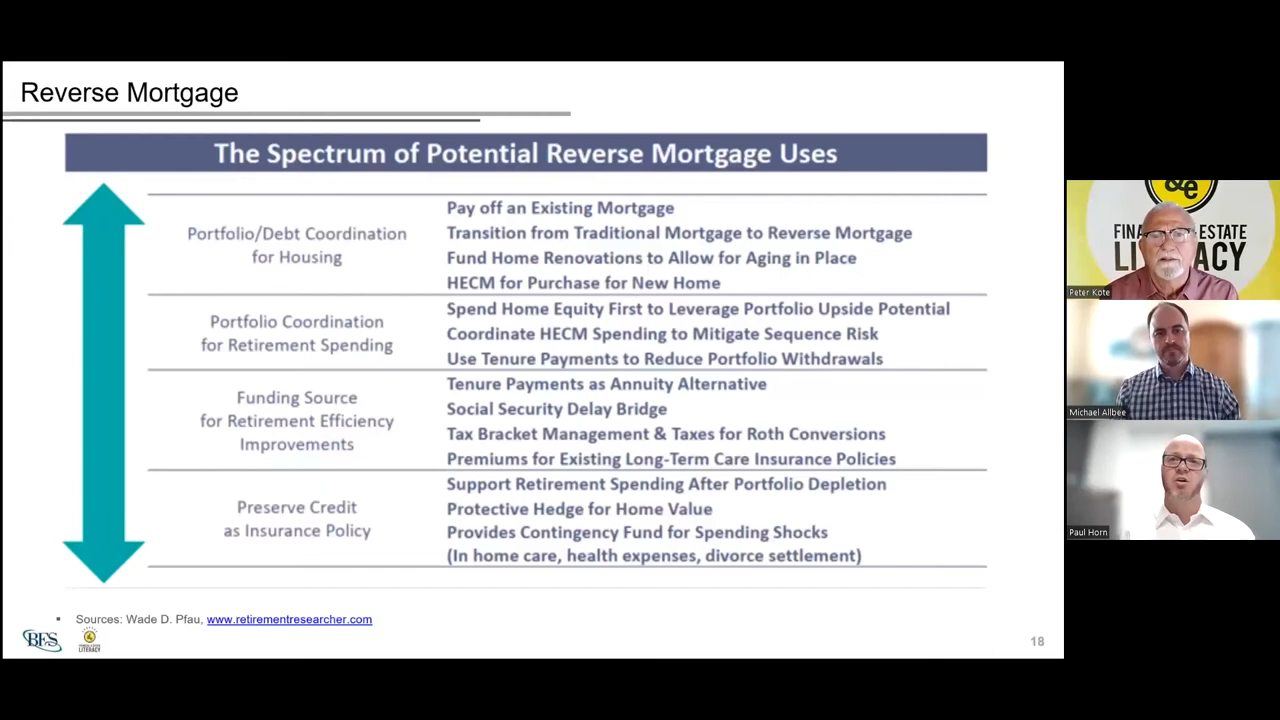 Reverse Mortgage
The Spectrum of Potential Reverse Mortgage Uses
Portfolio/Debt Coordination
for Housing
Pay off an Existing Mortgage
Transition from Traditional Mortgage to Reverse Mortgage
Fund Home Renovations to Allow for Aging in Place
HECM for Purchase for New Home
Portfolio Coordination
for Retirement Spending
Spend Home Equity First to Leverage Portfolio Upside Potential
Coordinate HECM Spending to Mitigate Sequence Risk
Use Tenure Payments to Reduce Portfolio Withdrawals
Funding Source
for Retirement Efficiency
Improvements
Tenure Payments as Annuity Alternative
Social Security Delay Bridge
Tax Bracket Management & Taxes for Roth Conversions
Premiums for Existing Long-Term Care Insurance Policies
Preserve Credit
as Insurance Policy
Support Retirement Spending After Portfolio Depletion
Protective Hedge for Home Value
Provides Contingency Fund for Spending Shocks
(In home care, health expenses, divorce settlement)
▪ Sources: Wade D. Pfau, www.retirementresearcher.com
BFS
LITERACY
18
&e
FINA ESTATE
LI ACY
Peter Kote
Michael Allbee
Paul Horn